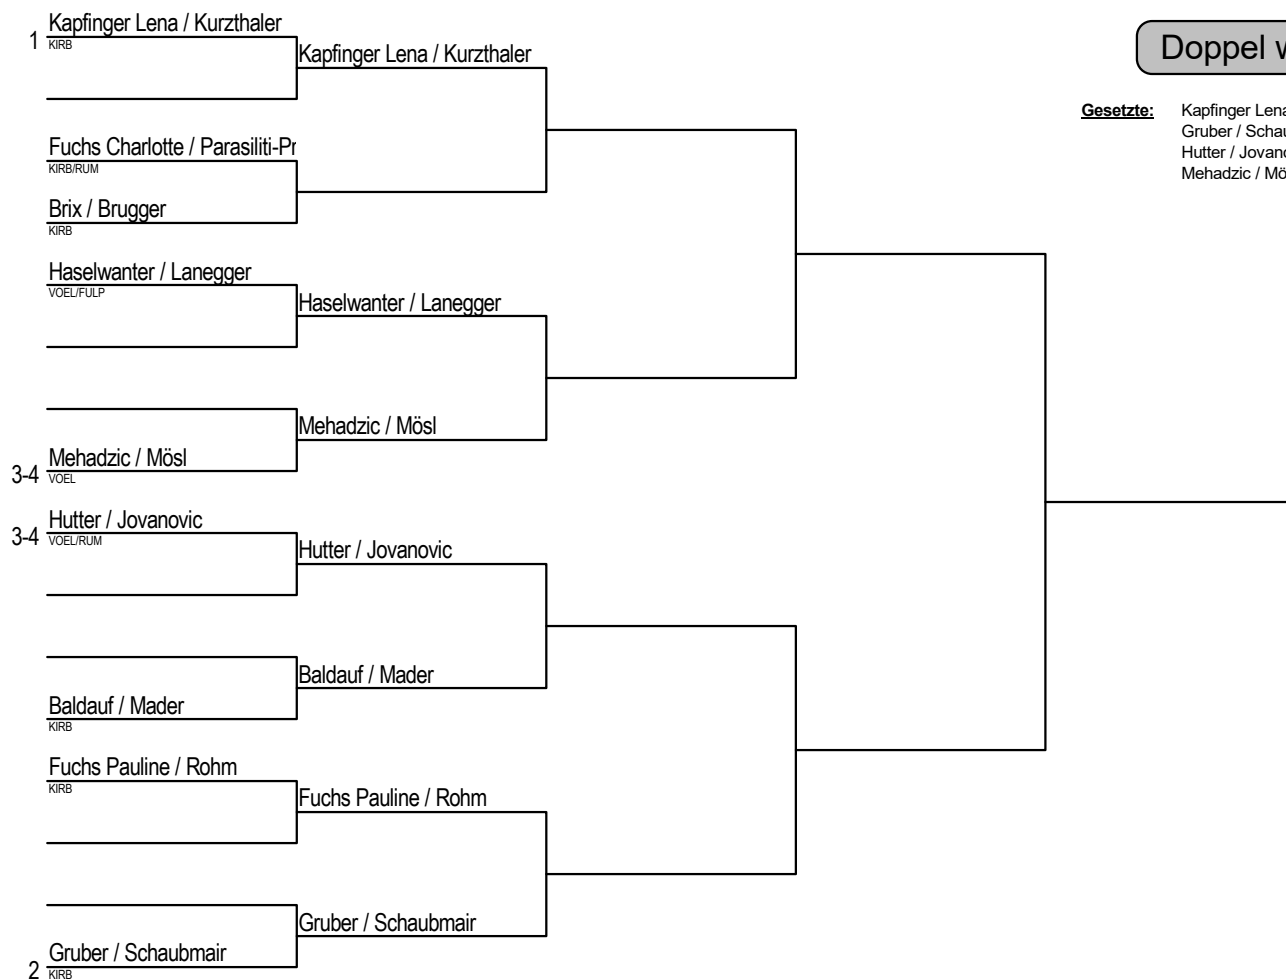 Kapfinger Lena / Kurzthaler
1 KIRB
Kapfinger Lena / Kurzthaler
Fuchs Charlotte / Parasiliti-Pr
KIRB/RUM
Brix / Brugger
KIRB
Haselwanter / Lanegger
VOEL/FULP
Haselwanter / Lanegger
Mehadzic / Mösl
Mehadzic / Mösl
3-4 VOEL
Hutter / Jovanovic
3-4 VOEL/RUM
Hutter / Jovanovic
Baldauf / Mader
Baldauf / Mader
KIRB
Fuchs Pauline / Rohm
KIRB
Fuchs Pauline / Rohm
Gruber / Schaubmair
Gruber / Schaubmair
2 KIRB
Doppel w
Gesetzte: Kapfinger Lena
Gruber / Schau
Hutter / Jovano
Mehadzic / Mö